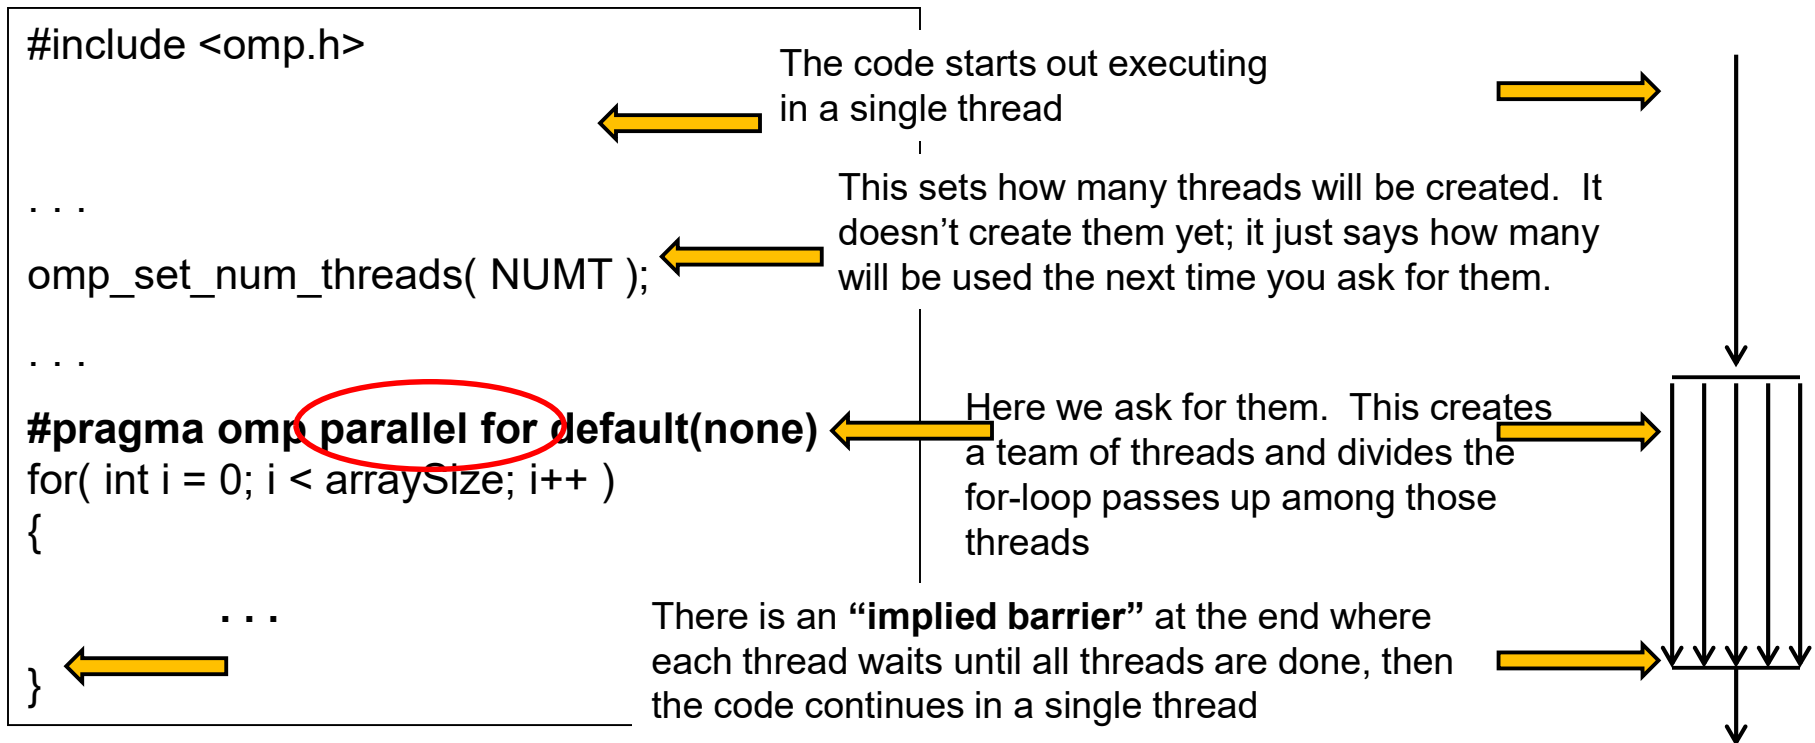 #include <omp.h>
The code starts out executing
in a single thread
. . .
This sets how many threads will be created.  It
doesn’t create them yet; it just says how many
will be used the next time you ask for them.
omp_set_num_threads( NUMT );
. . .
#pragma omp parallel for default(none)
for( int i = 0; i < arraySize; i++ )
{
Here we ask for them.  This creates
a team of threads and divides the
for-loop passes up among those
threads
. . .
}
There is an “implied barrier” at the end where
each thread waits until all threads are done, then
the code continues in a single thread